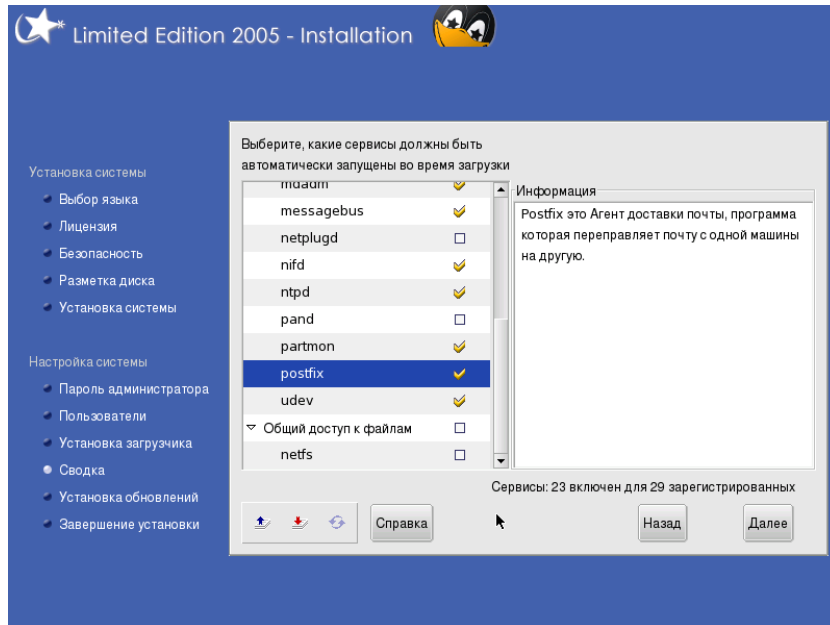 Limited Edition 2005 - Installation
Установка системы
Выбор языка
Лицензия
Безопасность
Разметка диска
Установка системы
Настройка системы
Пароль администратора
Пользователи
Установка загрузчика
Сводка
Установка обновлений
Завершение установки
Выберите, какие сервисы должны быть
автоматически запущены во время загрузки
mdadm
messagebus
netplugd
nifd
ntpd
pand
partmon
postfix
udev
Общий доступ к файлам
netfs
Информация
Postfix это Агент доставки почты, программа
которая переправляет почту с одной машины
на другую.
Сервисы: 23 включен для 29 зарегистрированных
Справка
Назад
Далее